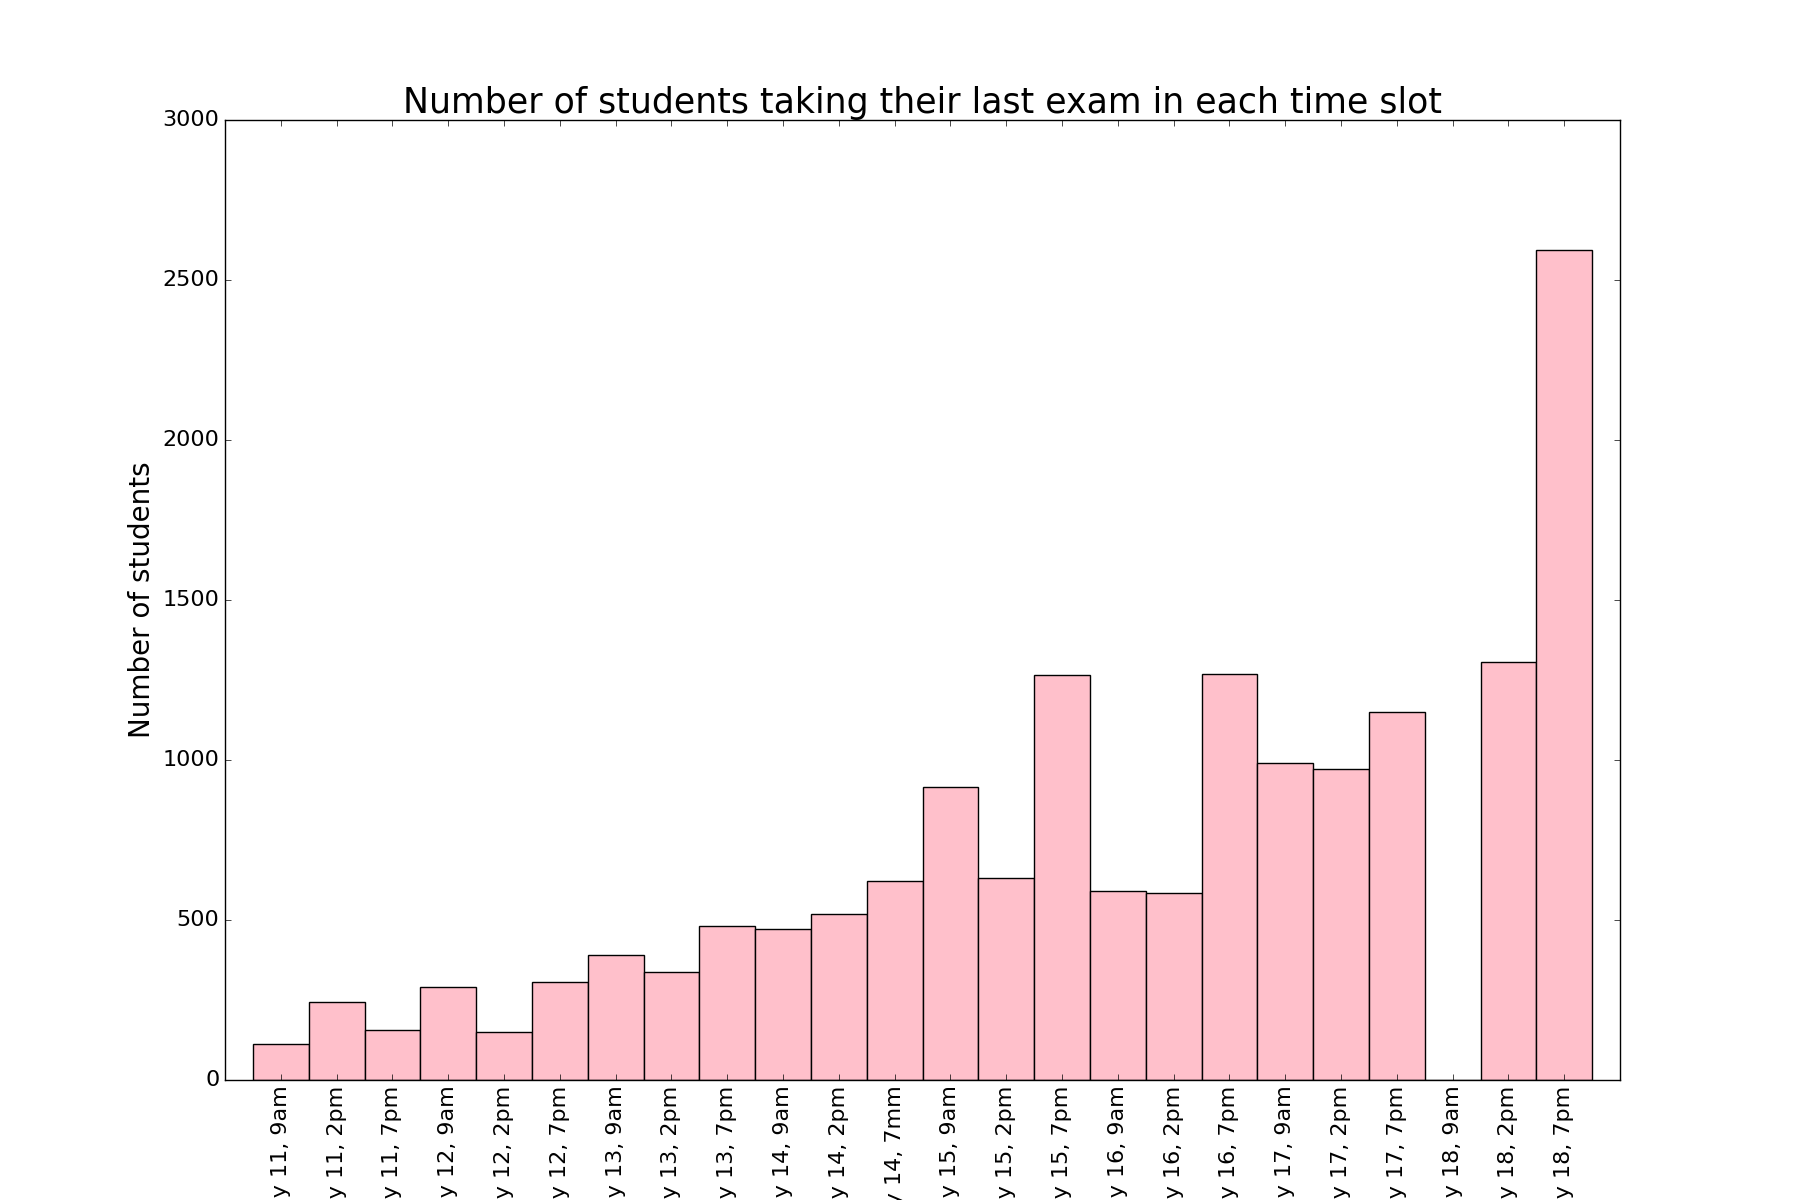 Number of students taking their last exam in each time slot
Number of students
3000
2500
2000
1500
1000
500
0
y 11, 9am
y 11, 2pm
y 11, 7pm
y 12, 9am
y 12, 2pm
y 12, 7pm
y 13, 9am
y 13, 2pm
y 13, 7pm
y 14, 9am
y 14, 2pm
y 14, 7mm
y 15, 9am
y 15, 2pm
y 15, 7pm
y 16, 9am
y 16, 2pm
y 16, 7pm
y 17, 9am
y 17, 2pm
y 17, 7pm
y 18, 9am
y 18, 2pm
y 18, 7pm